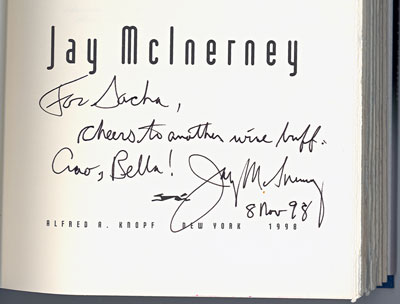 Jay McInerney
For Sacha,
Cheers to another wine buff.
Ciao, Bella!
Jay McInerney
8 Nov 98
ALFRED A. KNOPF NEW YORK 1998